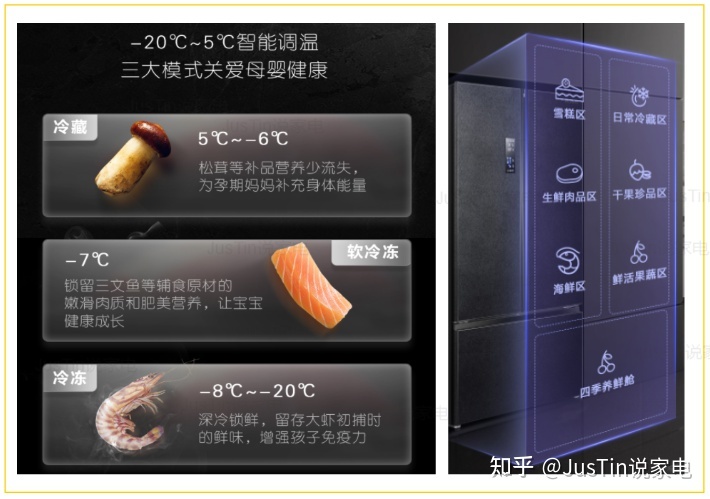 -20℃~5℃智能调温
三大模式关爱母婴健康
冷藏
5℃~-6℃
松茸等补品营养少流失，
为孕期妈妈补充身体能量
-7℃
软冷冻
锁留三文鱼等辅食原材的
嫩滑肉质和肥美营养，让宝宝
健康成长
冷冻
-8℃~-20℃
深冷锁鲜，留存大虾初捕时
的鲜味，增强孩子免疫力
雪糕区
日常冷藏区
生鲜肉品区
干果珍品区
海鲜区
鲜活果蔬区
四季养鲜舱
知乎 @JusTin说家电